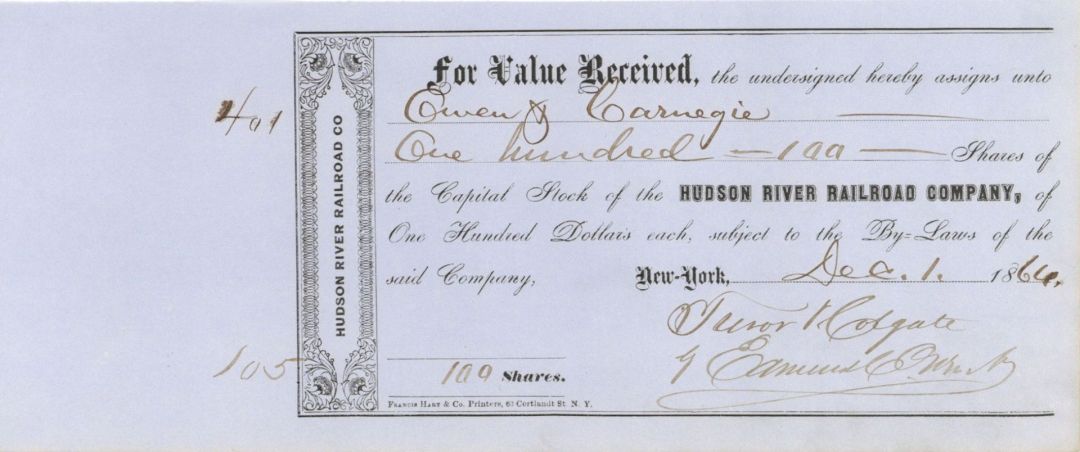 401
HUDSON RIVER RAILROAD CO
For Value Received, the undersigned hereby assigns unto
Owen & Carnegie
One hundred — 100 — Shares of
the Capital Stock of the HUDSON RIVER RAILROAD COMPANY, of
One Hundred Dollars each, subject to the By=Laws of the
said Company, New-York, Dec. 1. 1864.
Trevor & Colgate
105
100 Shares.
Francis Hart & Co. Printers, 63 Cortlandt St. N. Y.